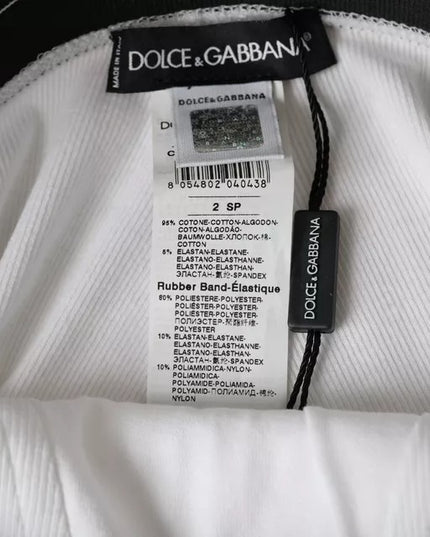 MADE IN ITALY
DOLCE & GABBANA
DOLCE & GABBANA
8 054802 040438
2 SP
95% COTONE-COTTON-ALGODON-
COTON-ALGODÃO-
BAUMWOLLE-ХЛОПОК-棉-
COTTON
5% ELASTAN-ELASTANE-
ELASTANO-ELASTHANNE-
ELASTANO-ELASTHAN-
ЭЛАСТАН-氨纶-SPANDEX
Rubber Band-Élastique
80% POLIESTERE-POLYESTER-
POLIÉSTER-POLYESTER-
POLIÉSTER-POLYESTER-
ПОЛИЭСТЕР-聚酯纤维-
POLYESTER
10% ELASTAN-ELASTANE-
ELASTANO-ELASTHANNE-
ELASTANO-ELASTHAN-
ЭЛАСТАН-氨纶-SPANDEX
10% POLIAMMIDICA-NYLON-
POLIAMIDICA-
POLYAMIDE-POLIAMIDA-
POLYAMID-ПОЛИАМИД-锦纶-
NYLON
DOLCE & GABBANA